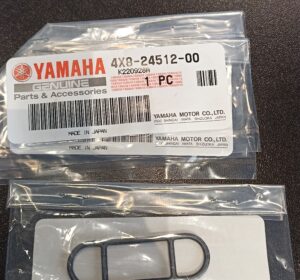 YAMAHA 4X8-24512-00
GENUINE K220928A
Parts & Accessories 1 PC
YAMAHA MOTOR CO.,LTD.
MADE IN JAPAN
YAMAHA MOTOR CO.,LTD.
MADE IN JAPAN